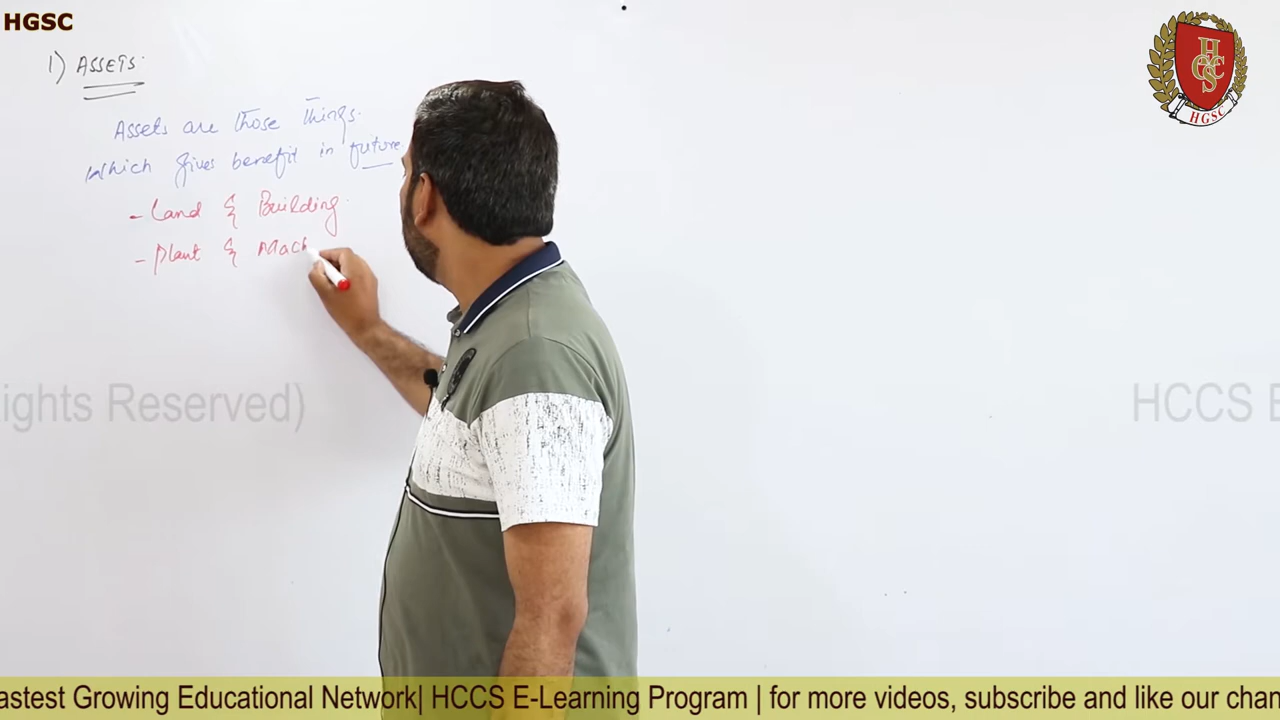 HGSC
1) ASSETS.
Assets are those things.
which gives benefit in future.
- Land & Building.
- Plant & Mach
HGSC
ights Reserved)
HCCS E
astest Growing Educational Network| HCCS E-Learning Program | for more videos, subscribe and like our chan